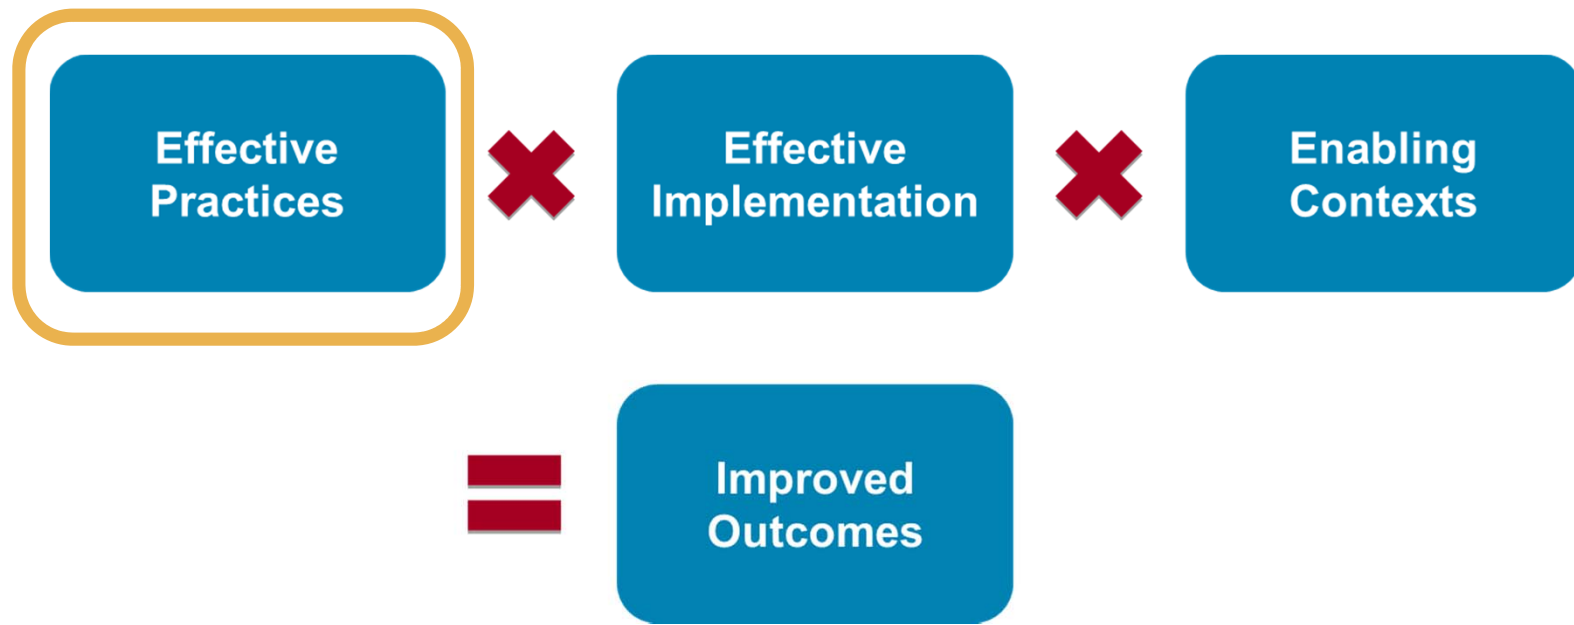 Effective
Practices
Effective
Implementation
Enabling
Contexts
Improved
Outcomes